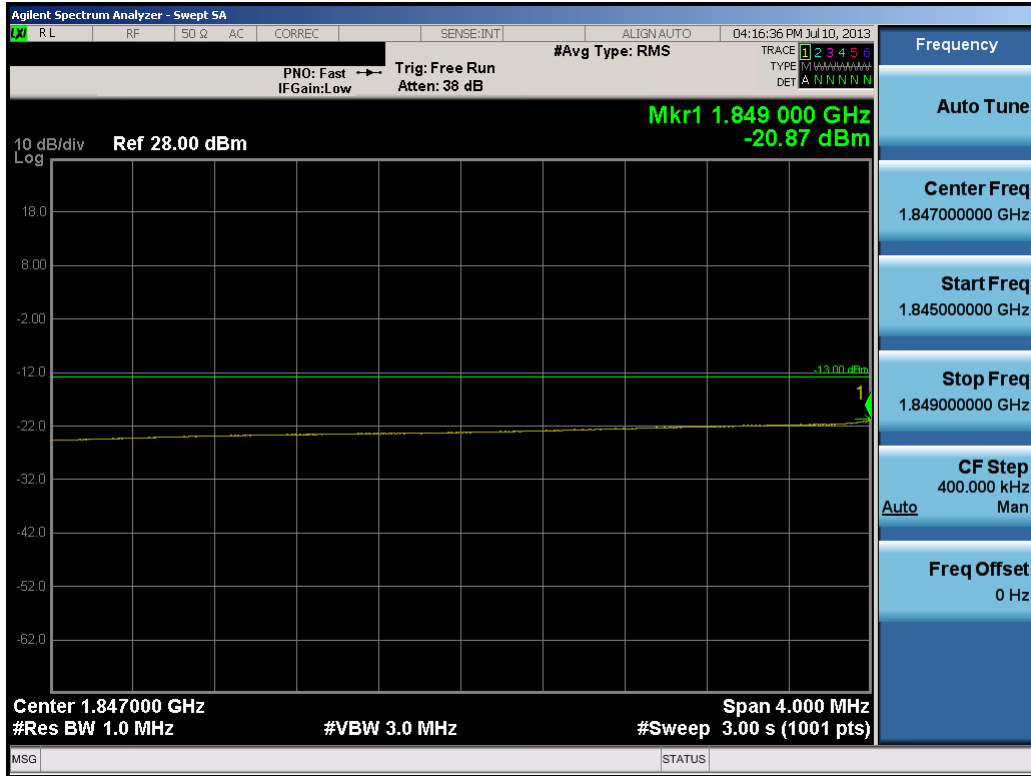 Agilent Spectrum Analyzer - Swept SA
LXI RL RF 50 Ω AC CORREC SENSE:INT ALIGN AUTO 04:16:36 PM Jul 10, 2013
PNO: Fast
IFGain:Low
Trig: Free Run
Atten: 38 dB
#Avg Type: RMS
TRACE 1 2 3 4 5 6
TYPE MWWWWW
DET A N N N N N
Mkr1 1.849 000 GHz
-20.87 dBm
10 dB/div Ref 28.00 dBm
Log
18.0
8.00
-2.00
-12.0
-13.00 dBm
1
-22.0
-32.0
-42.0
-52.0
-62.0
Center 1.847000 GHz Span 4.000 MHz
#Res BW 1.0 MHz #VBW 3.0 MHz #Sweep 3.00 s (1001 pts)
MSG STATUS
Frequency
Auto Tune
Center Freq
1.847000000 GHz
Start Freq
1.845000000 GHz
Stop Freq
1.849000000 GHz
CF Step
400.000 kHz
Auto Man
Freq Offset
0 Hz